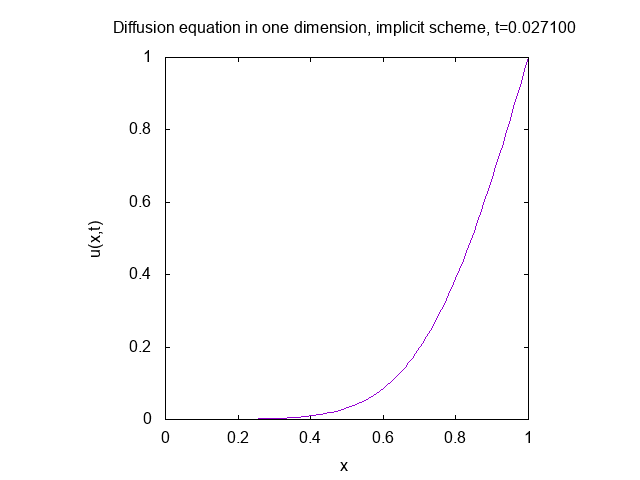 Diffusion equation in one dimension, implicit scheme, t=0.027100
1
0.8
0.6
0.4
0.2
0
u(x,t)
0 0.2 0.4 0.6 0.8 1
x